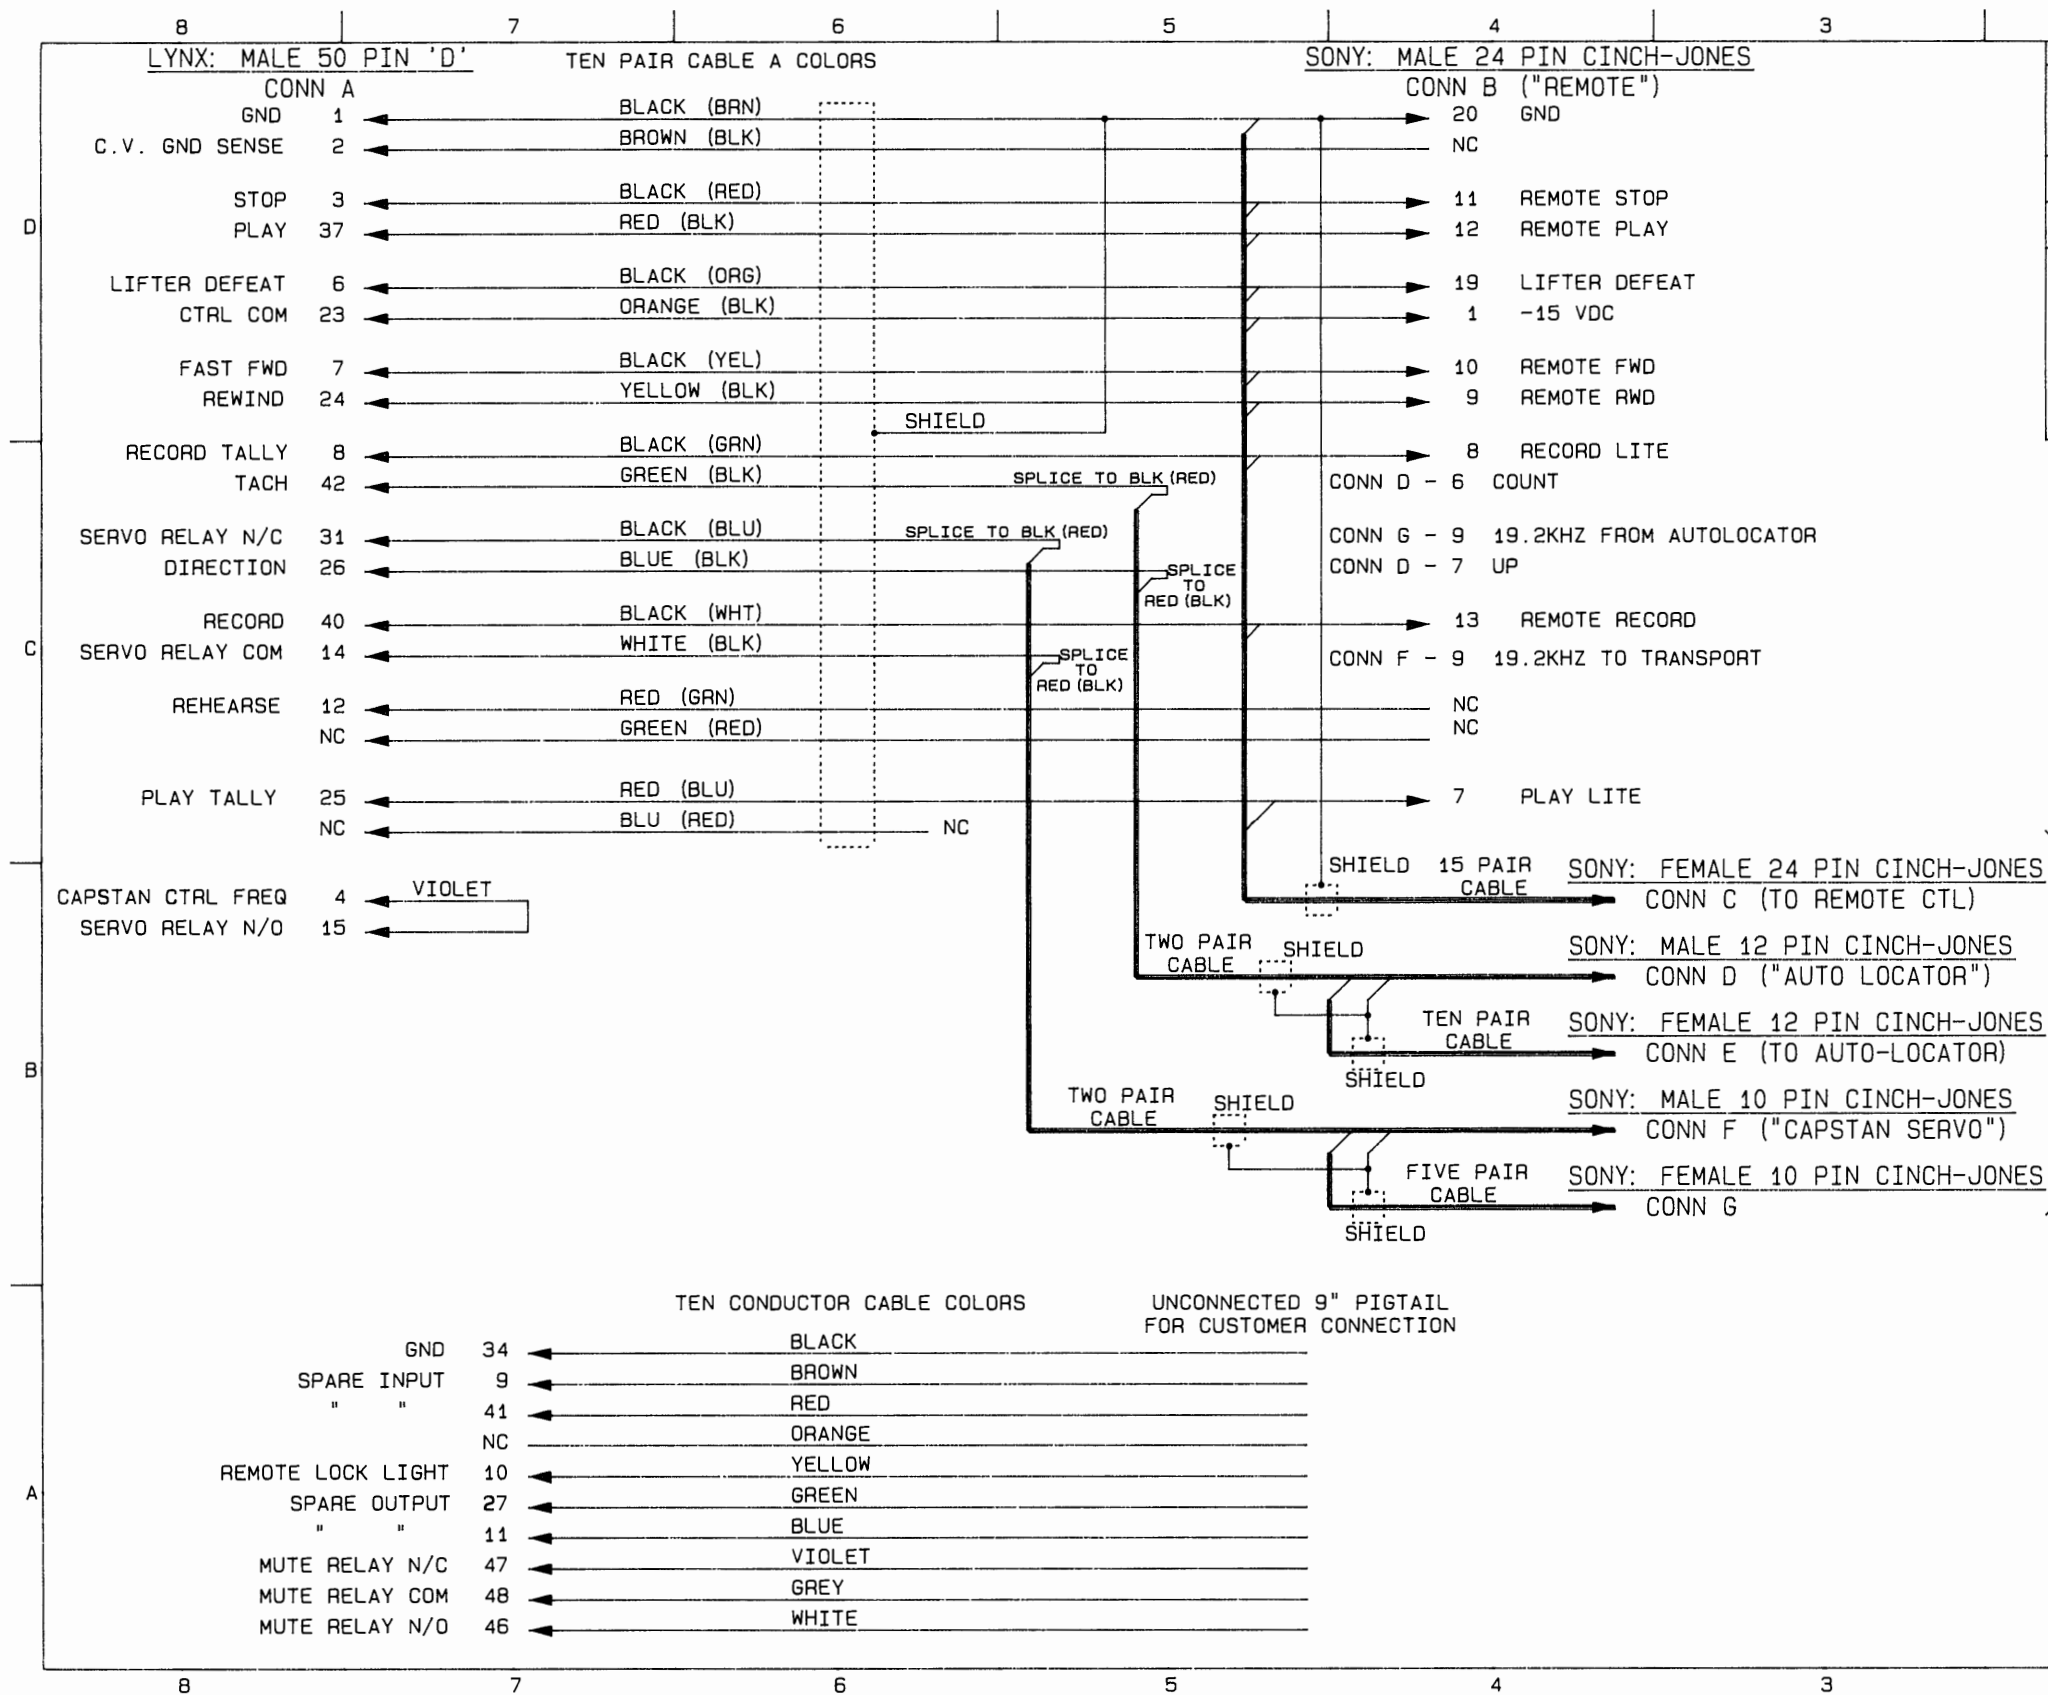 8 7 6 5 4 3
LYNX: MALE 50 PIN 'D' TEN PAIR CABLE A COLORS SONY: MALE 24 PIN CINCH-JONES
CONN A CONN B ("REMOTE")
GND 1 BLACK (BRN) 20 GND
C.V. GND SENSE 2 BROWN (BLK) NC
STOP 3 BLACK (RED) 11 REMOTE STOP
D
PLAY 37 RED (BLK) 12 REMOTE PLAY
LIFTER DEFEAT 6 BLACK (ORG) 19 LIFTER DEFEAT
CTRL COM 23 ORANGE (BLK) 1 -15 VDC
FAST FWD 7 BLACK (YEL) 10 REMOTE FWD
REWIND 24 YELLOW (BLK) 9 REMOTE RWD
SHIELD
RECORD TALLY 8 BLACK (GRN) 8 RECORD LITE
TACH 42 GREEN (BLK) SPLICE TO BLK (RED) CONN D - 6 COUNT
SERVO RELAY N/C 31 BLACK (BLU) SPLICE TO BLK (RED) CONN G - 9 19.2KHZ FROM AUTOLOCATOR
DIRECTION 26 BLUE (BLK) SPLICE CONN D - 7 UP
TO
RED (BLK)
RECORD 40 BLACK (WHT) 13 REMOTE RECORD
C
SERVO RELAY COM 14 WHITE (BLK) SPLICE CONN F - 9 19.2KHZ TO TRANSPORT
TO
RED (BLK)
REHEARSE 12 RED (GRN) NC
NC GREEN (RED) NC
PLAY TALLY 25 RED (BLU) 7 PLAY LITE
NC BLU (RED) NC
SHIELD 15 PAIR SONY: FEMALE 24 PIN CINCH-JONES
CABLE
CAPSTAN CTRL FREQ 4 VIOLET CONN C (TO REMOTE CTL)
SERVO RELAY N/O 15
TWO PAIR SHIELD SONY: MALE 12 PIN CINCH-JONES
CABLE CONN D ("AUTO LOCATOR")
TEN PAIR SONY: FEMALE 12 PIN CINCH-JONES
CABLE CONN E (TO AUTO-LOCATOR)
B
SHIELD
TWO PAIR SHIELD SONY: MALE 10 PIN CINCH-JONES
CABLE CONN F ("CAPSTAN SERVO")
FIVE PAIR SONY: FEMALE 10 PIN CINCH-JONES
CABLE CONN G
SHIELD
TEN CONDUCTOR CABLE COLORS UNCONNECTED 9" PIGTAIL
FOR CUSTOMER CONNECTION
GND 34 BLACK
SPARE INPUT 9 BROWN
" " 41 RED
NC ORANGE
REMOTE LOCK LIGHT 10 YELLOW
A
SPARE OUTPUT 27 GREEN
" " 11 BLUE
MUTE RELAY N/C 47 VIOLET
MUTE RELAY COM 48 GREY
MUTE RELAY N/O 46 WHITE
8 7 6 5 4 3